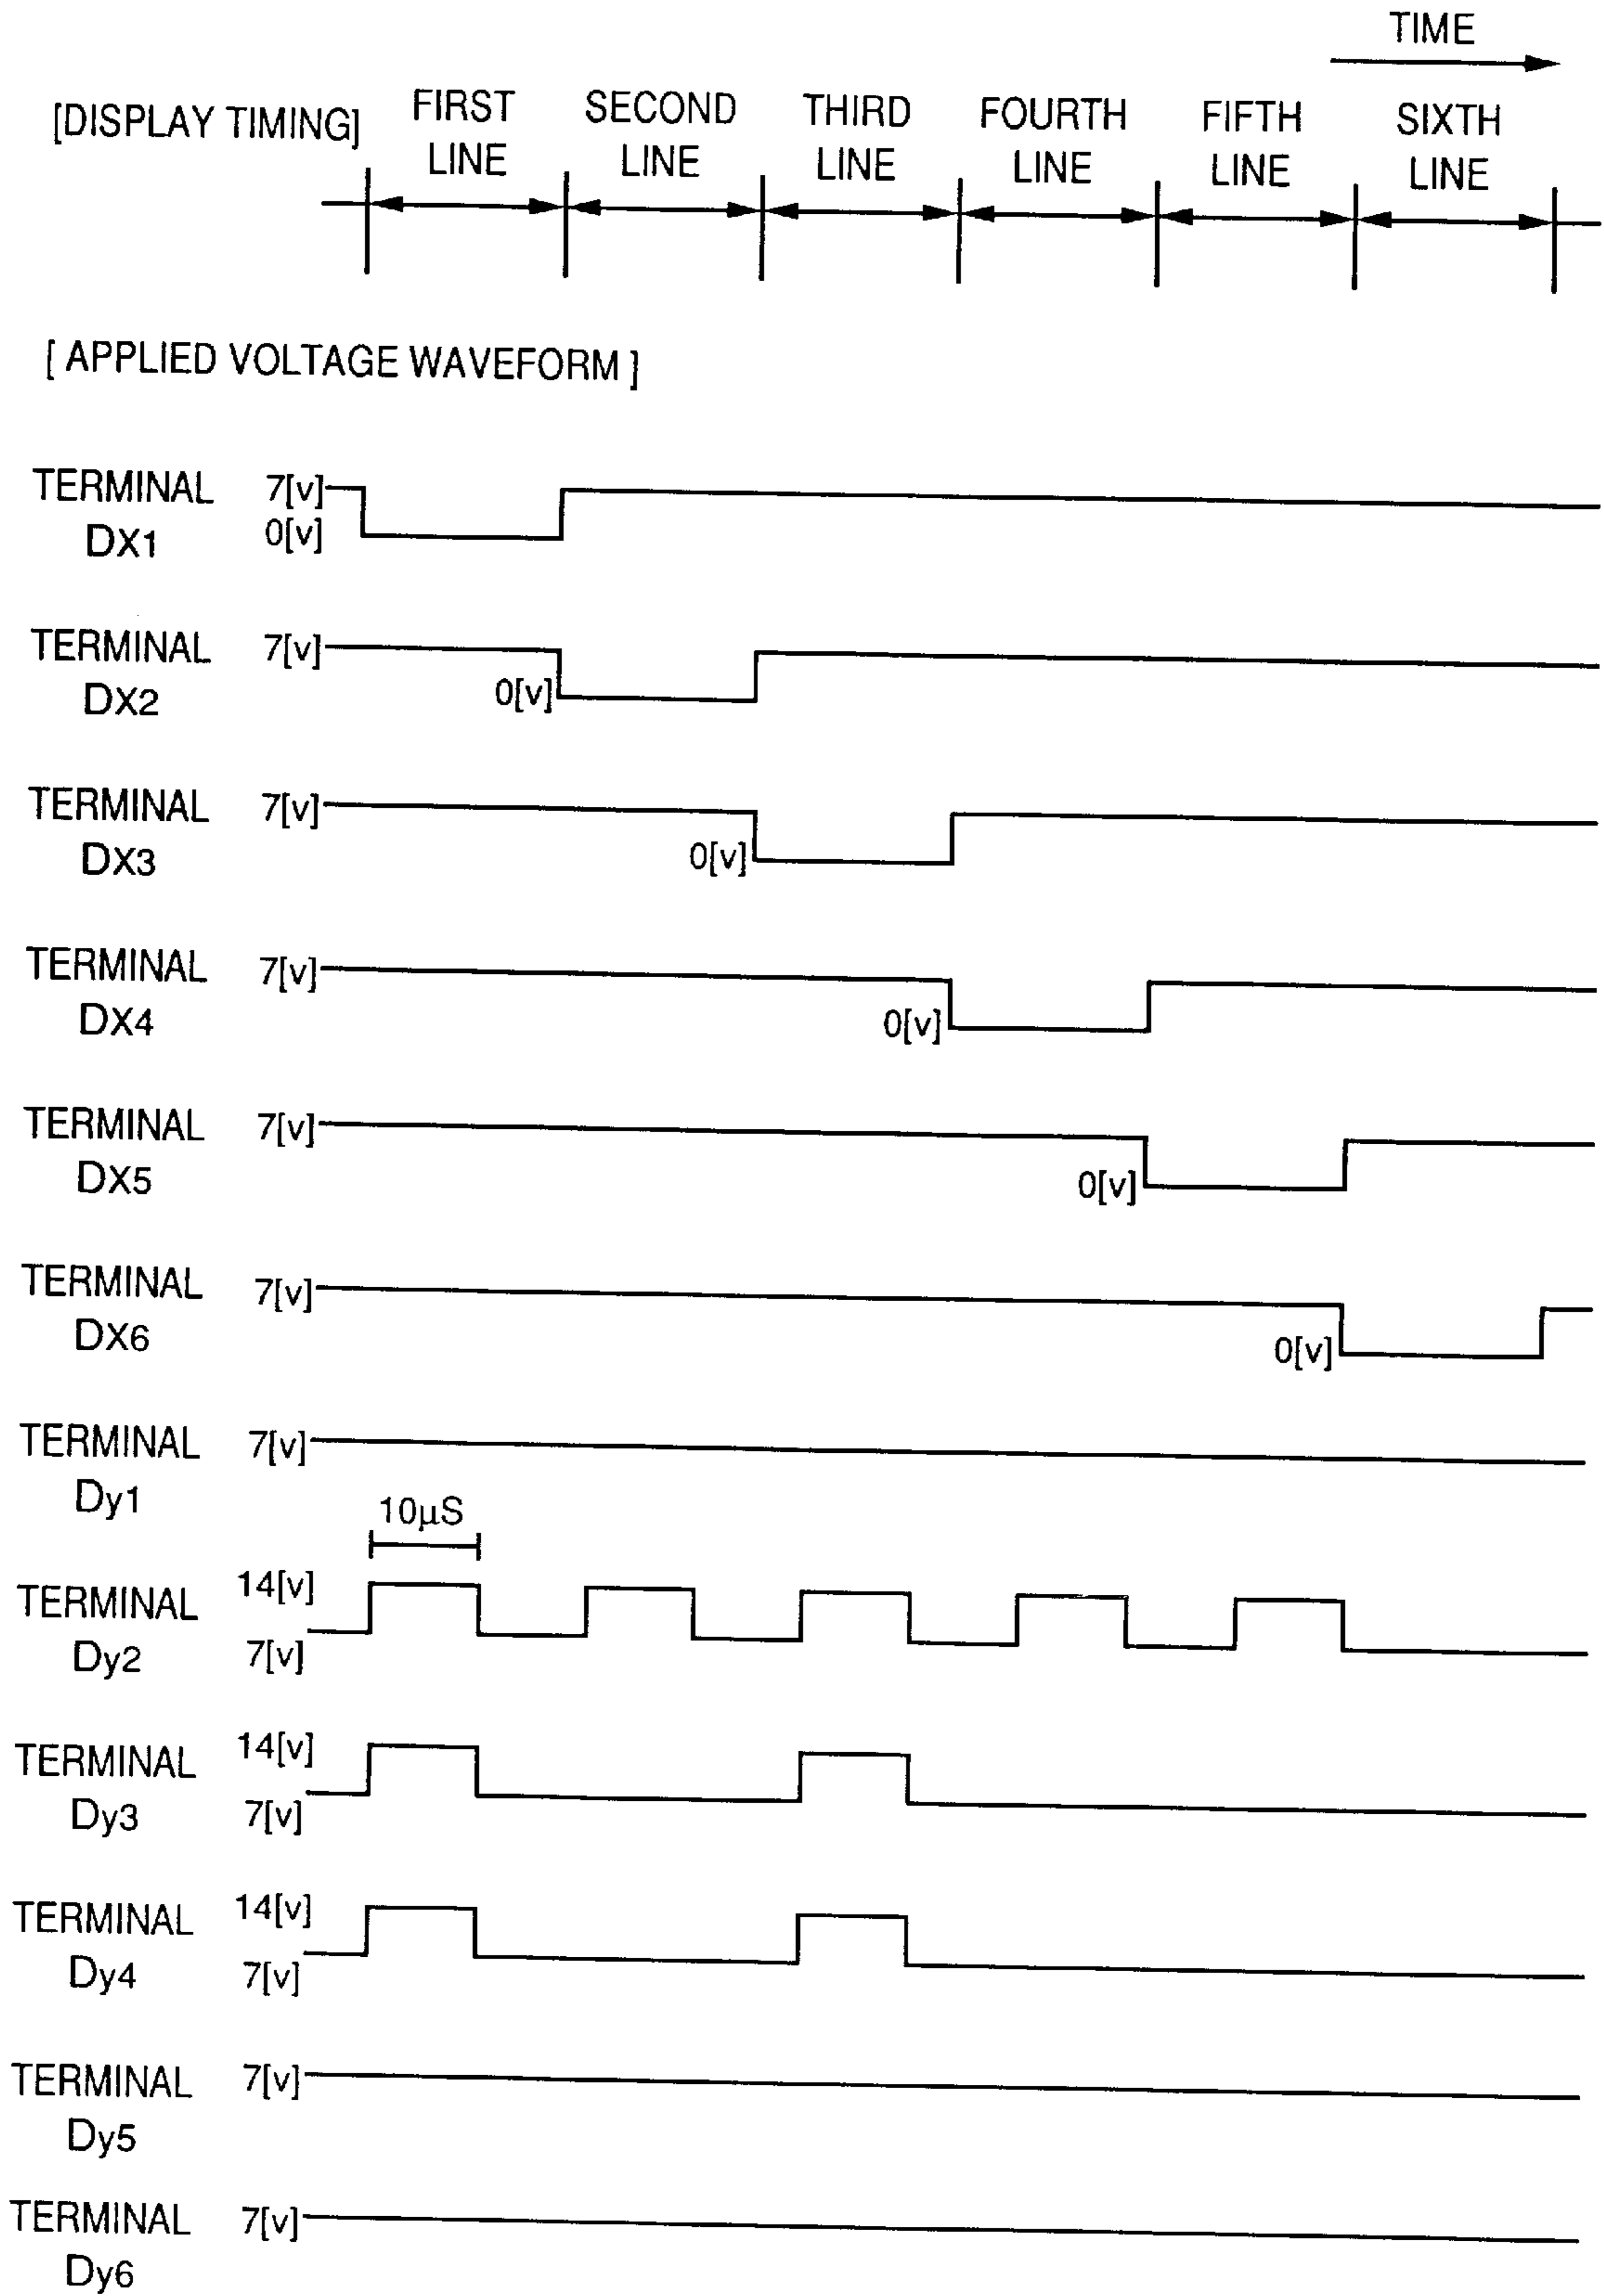 TIME
[DISPLAY TIMING]
FIRST LINE
SECOND LINE
THIRD LINE
FOURTH LINE
FIFTH LINE
SIXTH LINE
[ APPLIED VOLTAGE WAVEFORM ]
TERMINAL DX1
7[v]
0[v]
TERMINAL DX2
7[v]
0[v]
TERMINAL DX3
7[v]
0[v]
TERMINAL DX4
7[v]
0[v]
TERMINAL DX5
7[v]
0[v]
TERMINAL DX6
7[v]
0[v]
TERMINAL Dy1
7[v]
10μS
TERMINAL Dy2
14[v]
7[v]
TERMINAL Dy3
14[v]
7[v]
TERMINAL Dy4
14[v]
7[v]
TERMINAL Dy5
7[v]
TERMINAL Dy6
7[v]